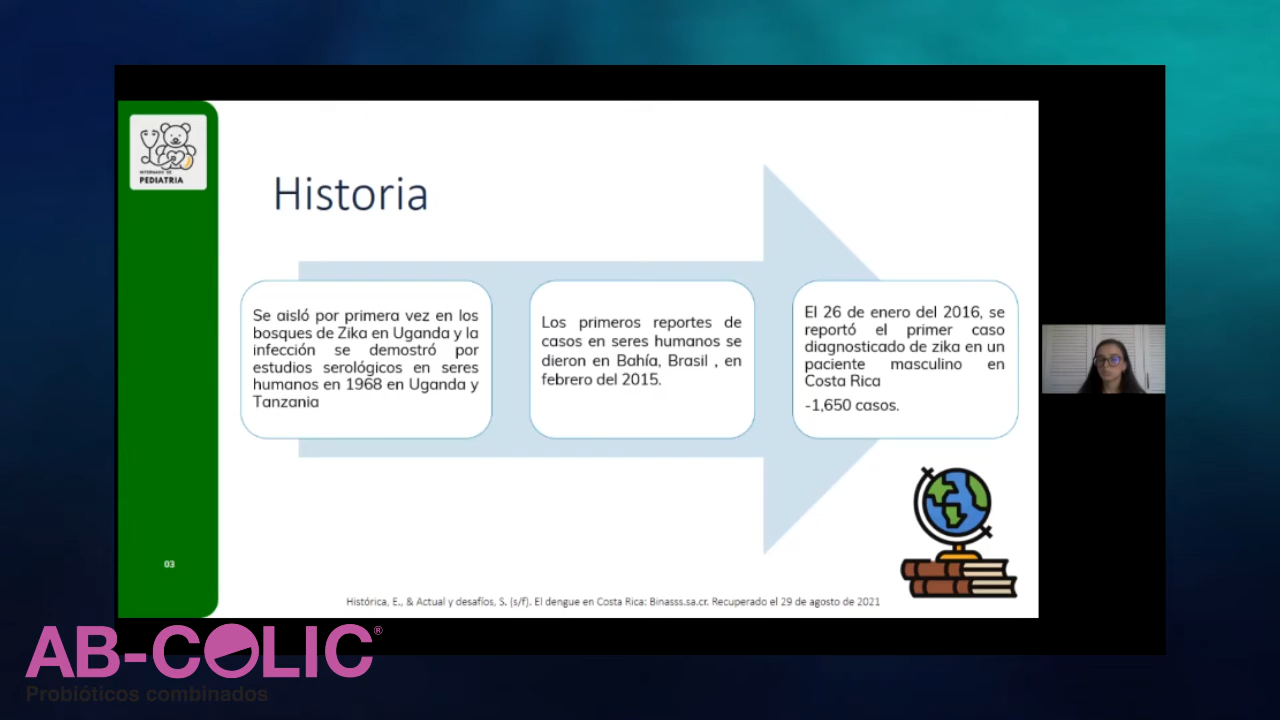 INTERNADO DE
PEDIATRIA
Historia
Se aisló por primera vez en los
bosques de Zika en Uganda y la
infección se demostró por
estudios serológicos en seres
humanos en 1968 en Uganda y
Tanzania
Los primeros reportes de
casos en seres humanos se
dieron en Bahía, Brasil , en
febrero del 2015.
El 26 de enero del 2016, se
reportó el primer caso
diagnosticado de zika en un
paciente masculino en
Costa Rica
-1,650 casos.
03
Histórica, E., & Actual y desafíos, S. (s/f). El dengue en Costa Rica: Binasss.sa.cr. Recuperado el 29 de agosto de 2021
AB-COLIC®
Probióticos combinados